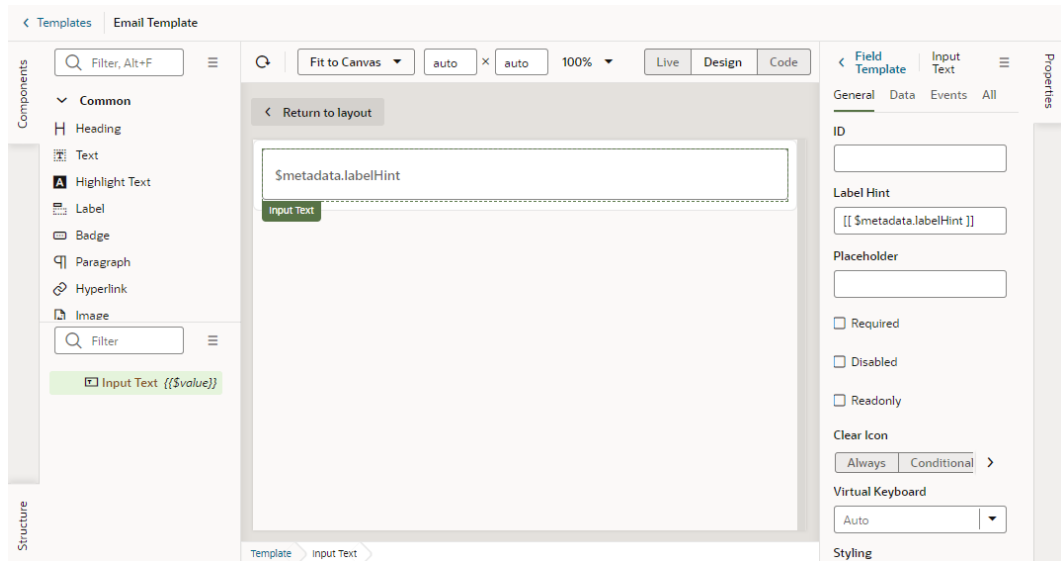 Templates
Email Template
Components
Filter, Alt+F
Common
Heading
Text
Highlight Text
Label
Badge
Paragraph
Hyperlink
Image
Filter
Input Text {{$value}}
Structure
Fit to Canvas
auto × auto
100%
Live
Design
Code
Return to layout
$metadata.labelHint
Input Text
Template
Input Text
Field
Template
Input
Text
General Data Events All
ID
Label Hint
[[ $metadata.labelHint ]]
Placeholder
Required
Disabled
Readonly
Clear Icon
Always
Conditional
Virtual Keyboard
Auto
Styling
Properties